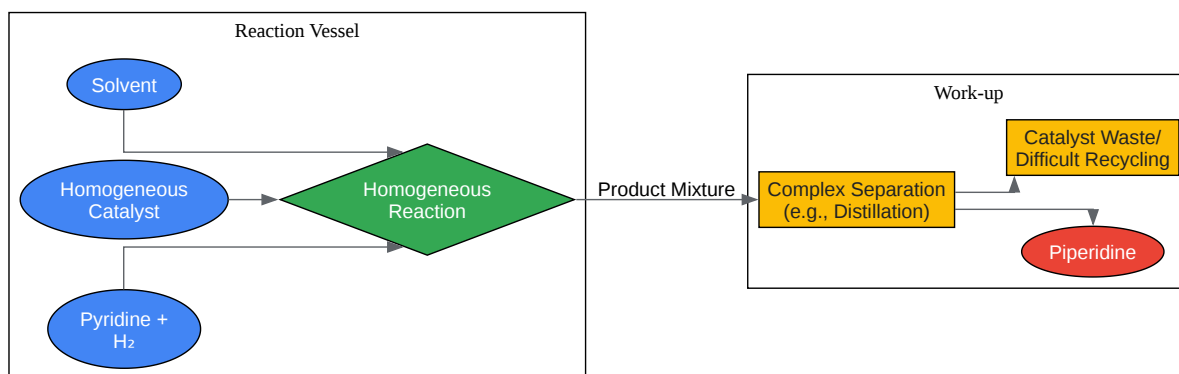 Reaction Vessel
Solvent
Homogeneous
Catalyst
Pyridine +
H₂
Homogeneous
Reaction
Product Mixture
Work-up
Complex Separation
(e.g., Distillation)
Catalyst Waste/
Difficult Recycling
Piperidine